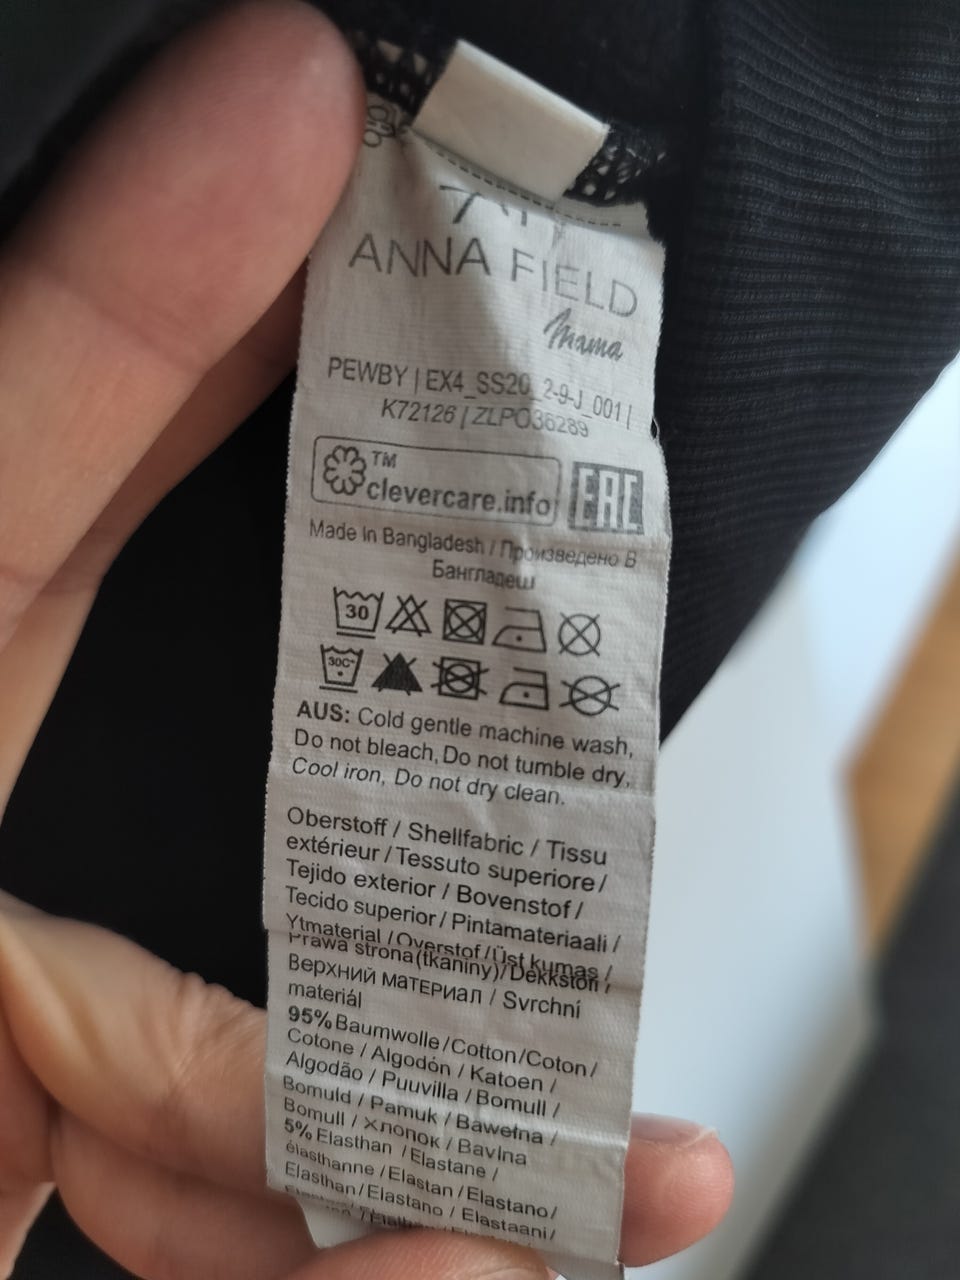 ANNA FIELD
mama
PEWBY | EX4_SS20_2-9-J_001 |
K72126 | ZLPO36289
TM
clevercare.info
EAC
Made in Bangladesh / Произведено В
Бангладеш
30
30C°
AUS: Cold gentle machine wash,
Do not bleach, Do not tumble dry,
Cool iron, Do not dry clean.
Oberstoff / Shellfabric / Tissu
extérieur / Tessuto superiore /
Tejido exterior / Bovenstof /
Tecido superior / Pintamateriaali /
Ytmaterial / Overstof / Üst kumaş /
Prawa strona(tkaniny)/ Dekkstoff /
Верхний материал / Svrchní
materiál
95% Baumwolle / Cotton / Coton /
Cotone / Algodón / Katoen /
Algodão / Puuvilla / Bomull /
Bomuld / Pamuk / Bawełna /
Bomull / Хлопок / Bavlna
5% Elasthan / Elastane /
élasthanne / Elastan / Elastano /
Elasthan / Elastano / Elastaani /